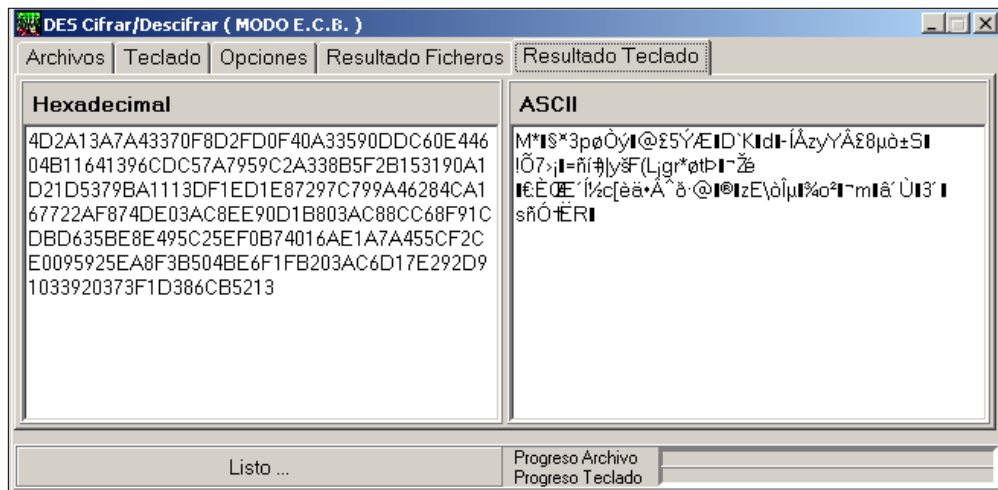 DES Cifrar/Descifrar ( MODO E.C.B. )
Archivos Teclado Opciones Resultado Ficheros Resultado Teclado
Hexadecimal
4D2A13A7A43370F8D2FD0F40A33590DDC60E446
04B11641396CDC57A7959C2A338B5F2B153190A1
D21D5379BA1113DF1ED1E87297C799A46284CA1
67722AF874DE03AC8EE90D1B803AC88CC68F91C
DBD635BE8E495C25EF0B74016AE1A7A455CF2C
E0095925EA8F3B504BE6F1FB203AC6D17E292D9
1033920373F1D386CB5213
ASCII
Listo ...
Progreso Archivo
Progreso Teclado